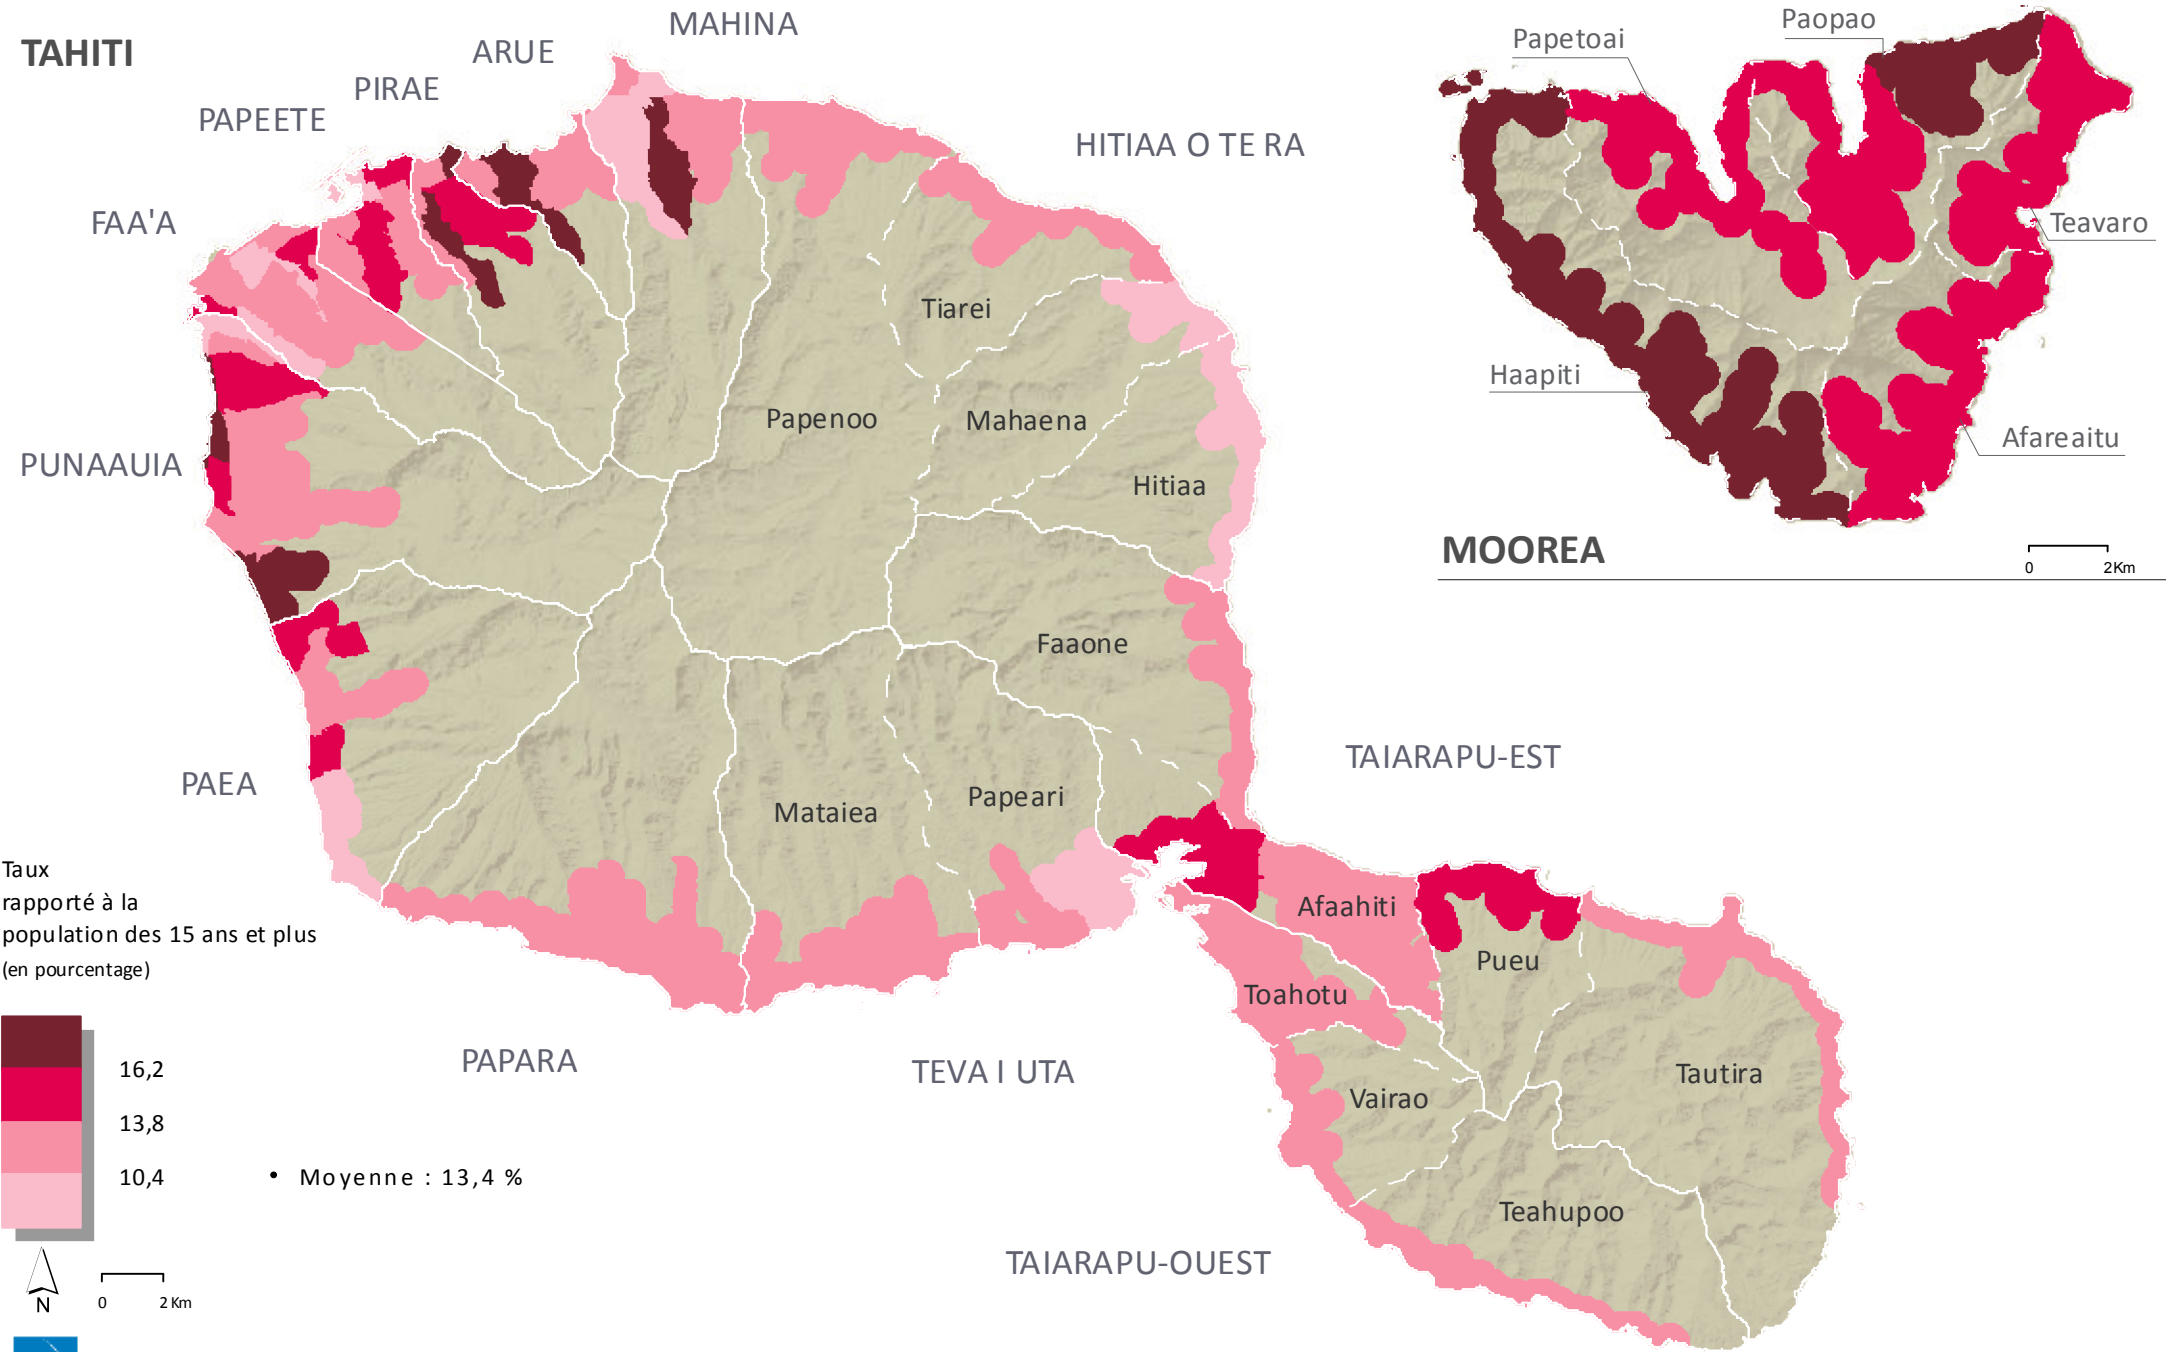 TAHITI
MAHINA
ARUE
PIRAE
PAPEETE
FAA'A
HITIAA O TE RA
Papetoai
Paopao
Teavaro
Haapiti
Afareaitu
MOOREA
0 2Km
Tiarei
Papenoo
Mahaena
Hitiaa
PUNAAUIA
Faaone
TAIARAPU-EST
PAEA
Mataiea
Papeari
Afaahiti
Pueu
Toahotu
Tautira
Vairao
Teahupoo
PAPARA
TEVA I UTA
TAIARAPU-OUEST
Taux
rapporté à la
population des 15 ans et plus
(en pourcentage)
16,2
13,8
10,4
• Moyenne : 13,4 %
N
0 2 Km